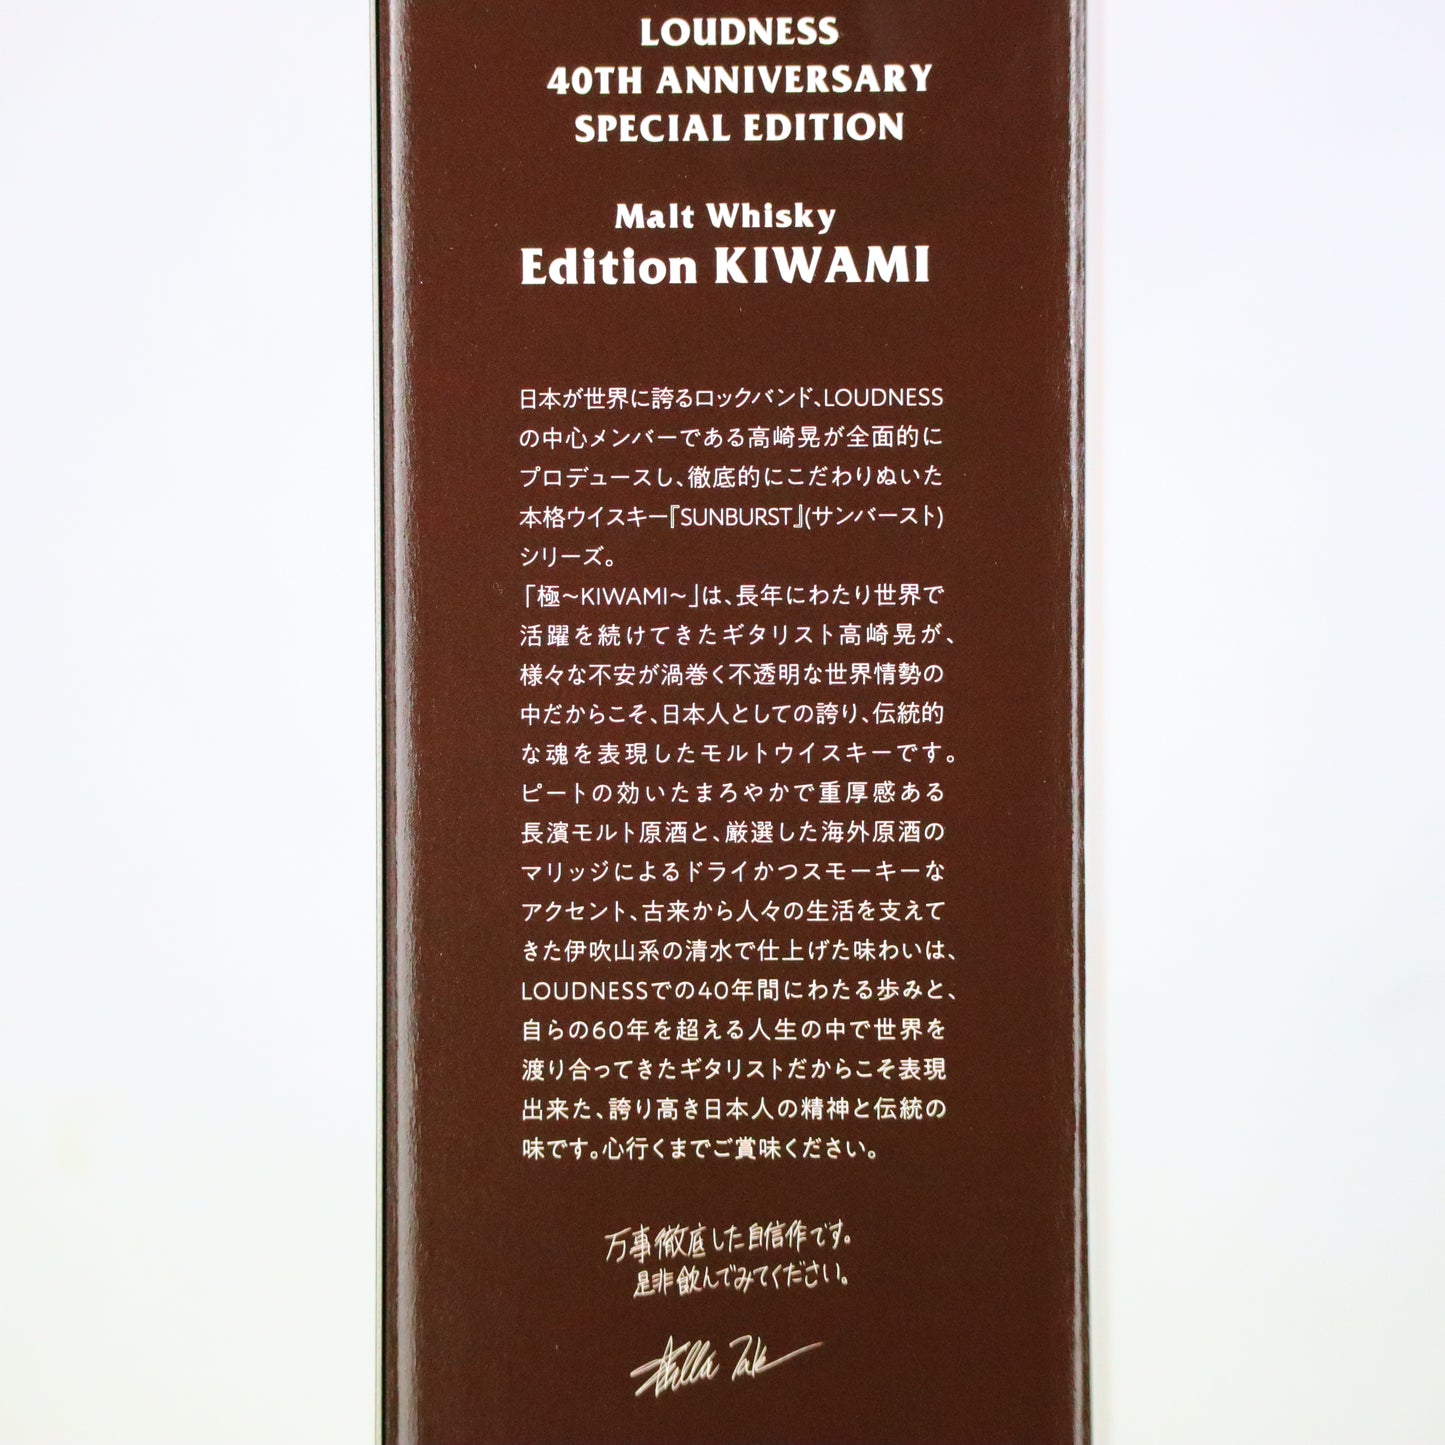 LOUDNESS
40TH ANNIVERSARY
SPECIAL EDITION
Malt Whisky
Edition KIWAMI
日本が世界に誇るロックバンド、LOUDNESS
の中心メンバーである高崎晃が全面的に
プロデュースし、徹底的にこだわりぬいた
本格ウイスキー『SUNBURST』(サンバースト)
シリーズ。
「極~KIWAMI~」は、長年にわたり世界で
活躍を続けてきたギタリスト高崎晃が、
様々な不安が渦巻く不透明な世界情勢の
中だからこそ、日本人としての誇り、伝統的
な魂を表現したモルトウイスキーです。
ピートの効いたまろやかで重厚感ある
長濱モルト原酒と、厳選した海外原酒の
マリッジによるドライかつスモーキーな
アクセント、古来から人々の生活を支えて
きた伊吹山系の清水で仕上げた味わいは、
LOUDNESSでの40年間にわたる歩みと、
自らの60年を超える人生の中で世界を
渡り合ってきたギタリストだからこそ表現
出来た、誇り高き日本人の精神と伝統の
味です。心行くまでご賞味ください。
万事徹底した自信作です。
是非飲んでみてください。
Akira Tak